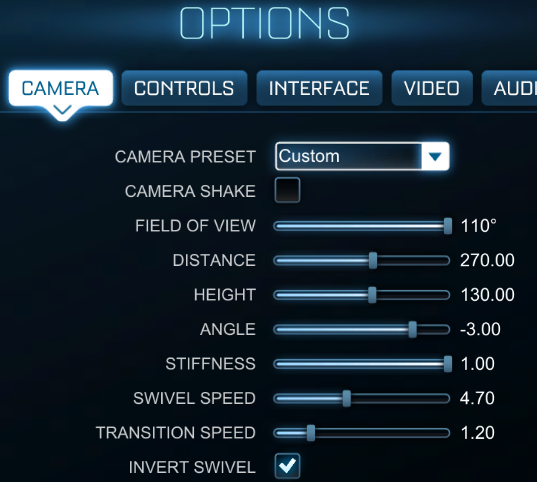 OPTIONS
CAMERA CONTROLS INTERFACE VIDEO
CAMERA PRESET Custom
CAMERA SHAKE
FIELD OF VIEW 110°
DISTANCE 270.00
HEIGHT 130.00
ANGLE -3.00
STIFFNESS 1.00
SWIVEL SPEED 4.70
TRANSITION SPEED 1.20
INVERT SWIVEL